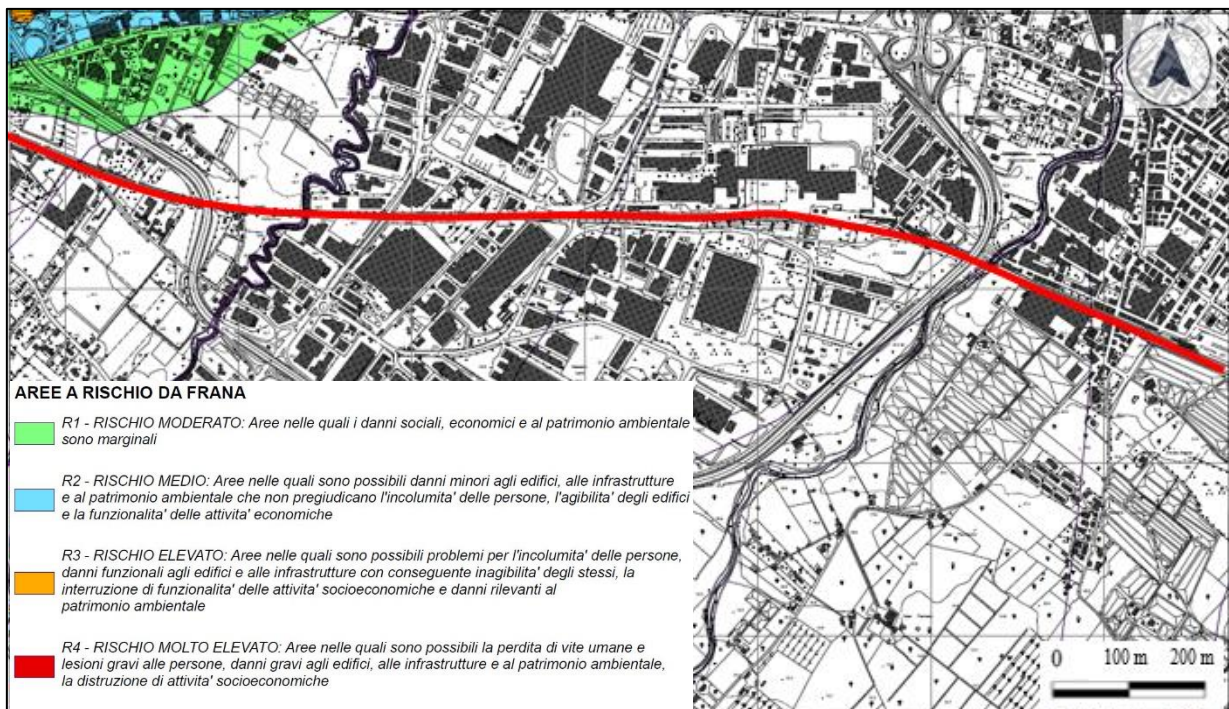 AREE A RISCHIO DA FRANA
R1 - RISCHIO MODERATO: Aree nelle quali i danni sociali, economici e al patrimonio ambientale
sono marginali
R2 - RISCHIO MEDIO: Aree nelle quali sono possibili danni minori agli edifici, alle infrastrutture
e al patrimonio ambientale che non pregiudicano l'incolumita' delle persone, l'agibilita' degli edifici
e la funzionalita' delle attivita' economiche
R3 - RISCHIO ELEVATO: Aree nelle quali sono possibili problemi per l'incolumita' delle persone,
danni funzionali agli edifici e alle infrastrutture con conseguente inagibilita' degli stessi, la
interruzione di funzionalita' delle attivita' socioeconomiche e danni rilevanti al
patrimonio ambientale
R4 - RISCHIO MOLTO ELEVATO: Aree nelle quali sono possibili la perdita di vite umane e
lesioni gravi alle persone, danni gravi agli edifici, alle infrastrutture e al patrimonio ambientale,
la distruzione di attivita' socioeconomiche
0 100 m 200 m